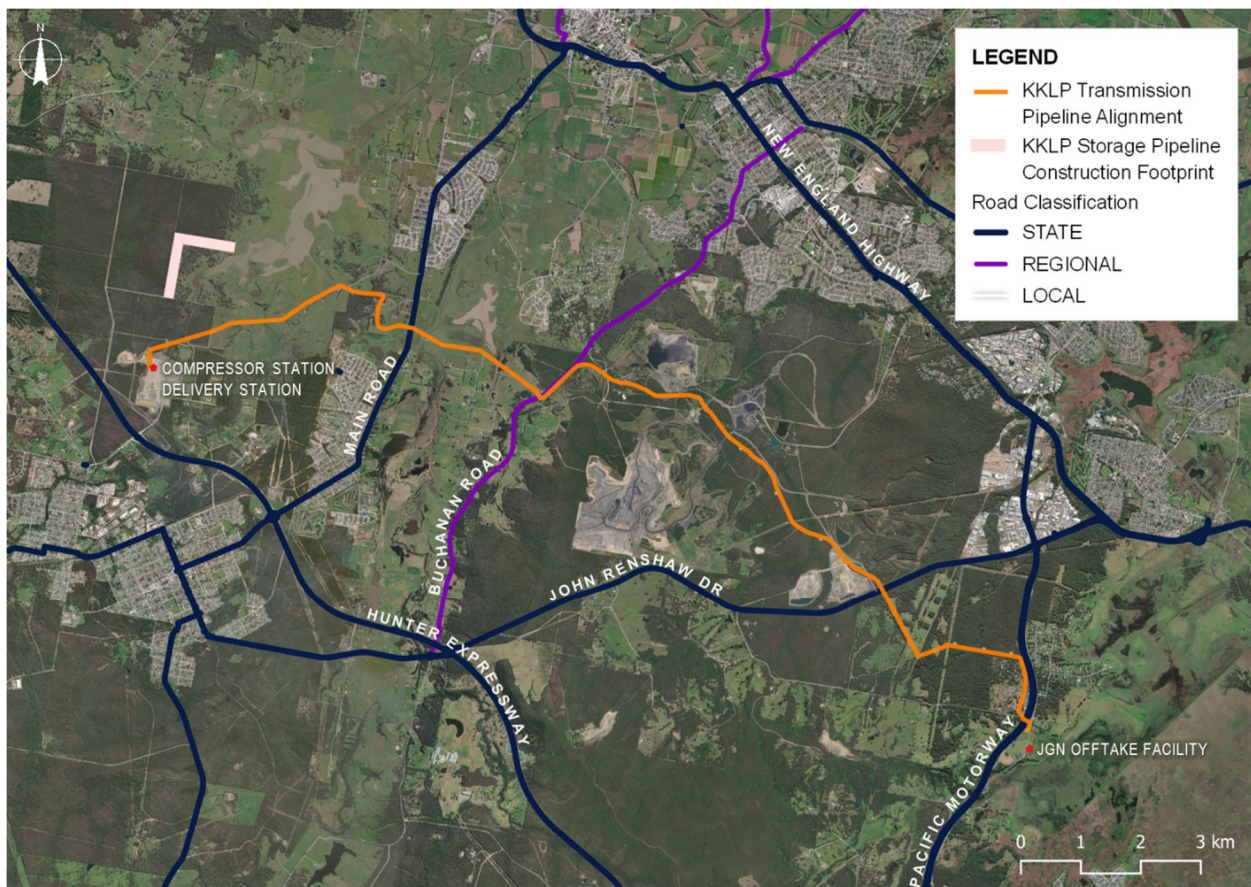 N
LEGEND
KKLP Transmission
Pipeline Alignment
KKLP Storage Pipeline
Construction Footprint
Road Classification
STATE
REGIONAL
LOCAL
NEW ENGLAND HIGHWAY
COMPRESSOR STATION
DELIVERY STATION
MAIN ROAD
BUCHANAN ROAD
JOHN RENSHAW DR
HUNTER EXPRESSWAY
PACIFIC MOTORWAY
JGN OFFTAKE FACILITY
0 1 2 3 km